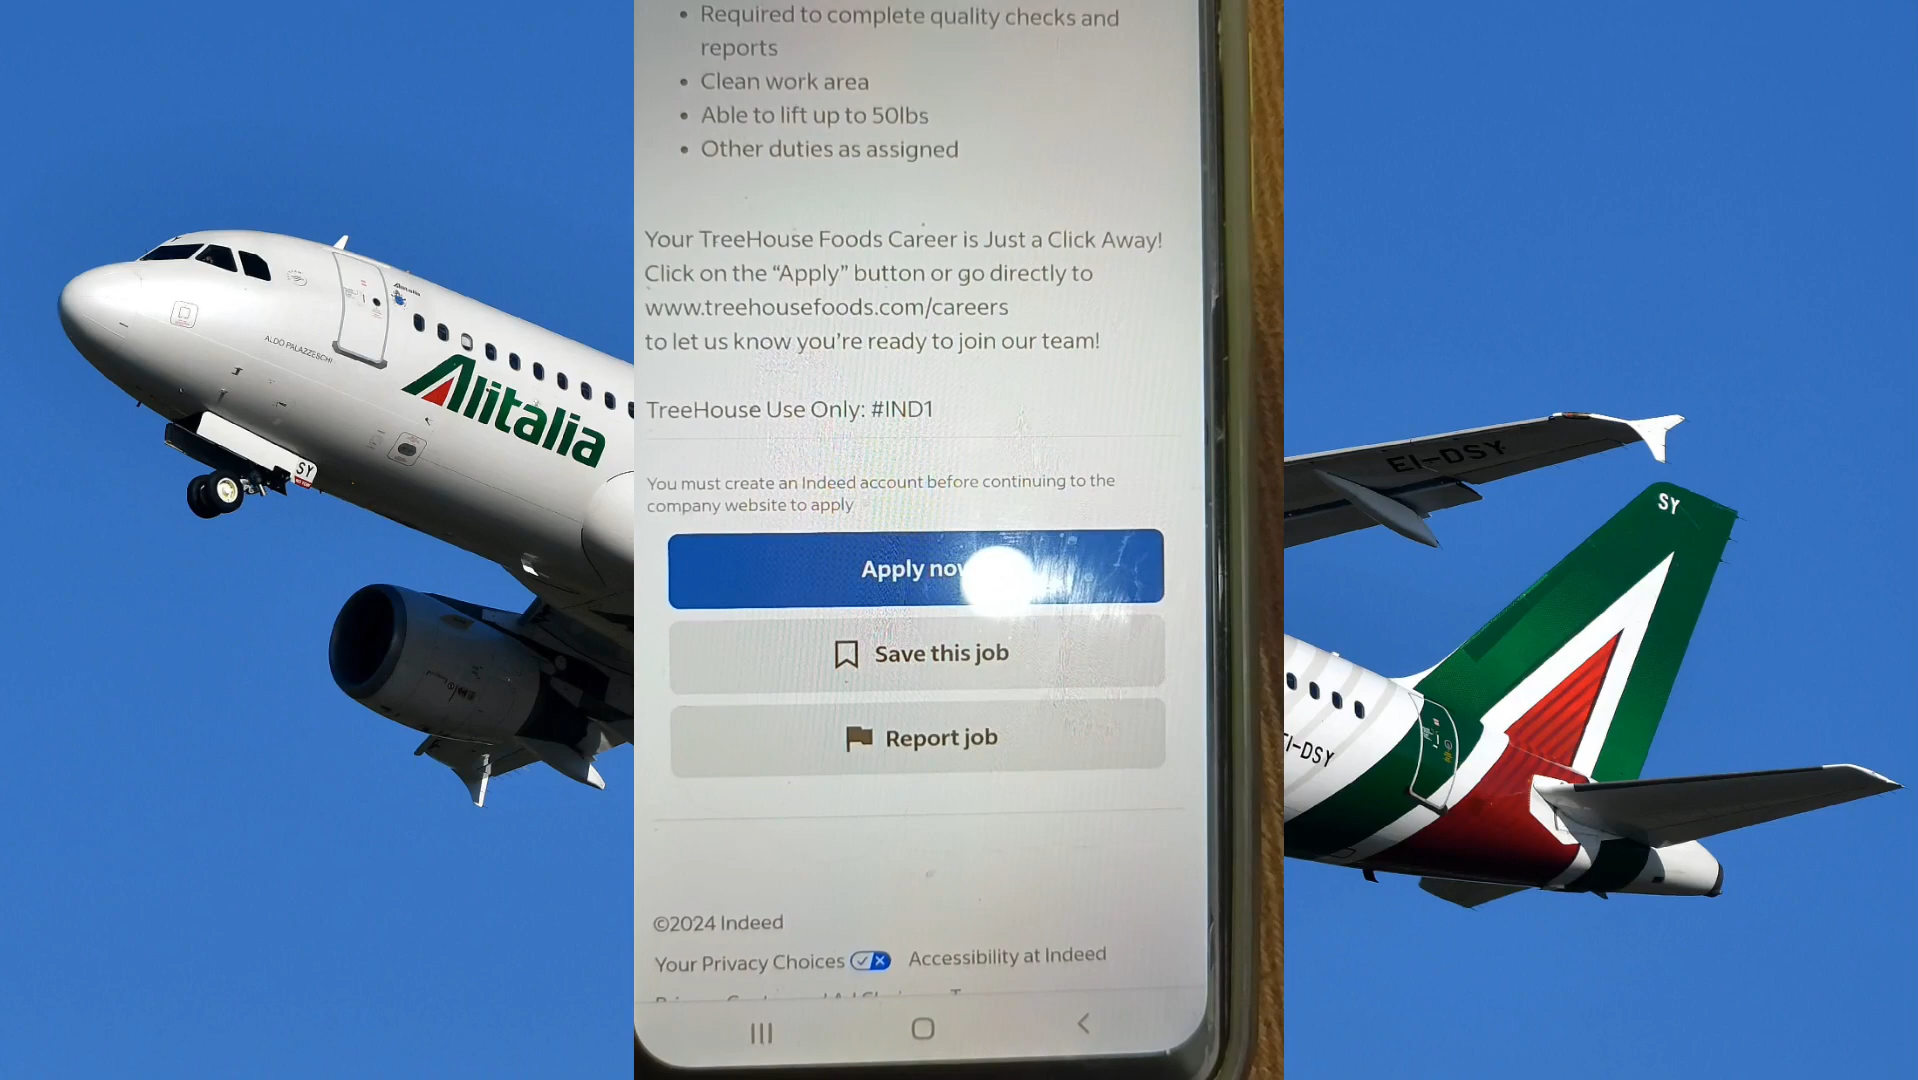 Alitalia
ALDO PALAZZESCHI
Alitalia
SY
Required to complete quality checks and
reports
Clean work area
Able to lift up to 50lbs
Other duties as assigned
Your TreeHouse Foods Career is Just a Click Away!
Click on the “Apply” button or go directly to
www.treehousefoods.com/careers
to let us know you're ready to join our team!
TreeHouse Use Only: #IND1
You must create an Indeed account before continuing to the
company website to apply
Apply now
Save this job
Report job
©2024 Indeed
Your Privacy Choices
Accessibility at Indeed
EI-DSY
SY
EI-DSY